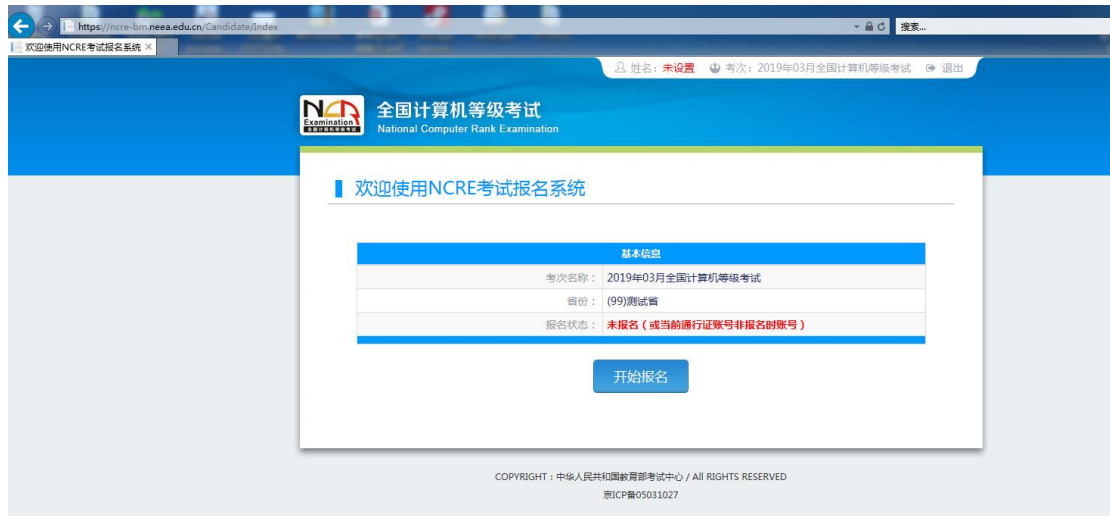 https://ncre-bm.neea.edu.cn/Candidate/Index
搜索...
欢迎使用NCRE考试报名系统 ×
姓名：未设置 考次：2019年03月全国计算机等级考试 退出
NCR
Examination
全国计算机等级考试
National Computer Rank Examination
欢迎使用NCRE考试报名系统
基本信息
考次名称： 2019年03月全国计算机等级考试
省份： (99)测试省
报名状态： 未报名（或当前通行证账号非报名时账号）
开始报名
COPYRIGHT：中华人民共和国教育部考试中心 / All RIGHTS RESERVED
京ICP备05031027